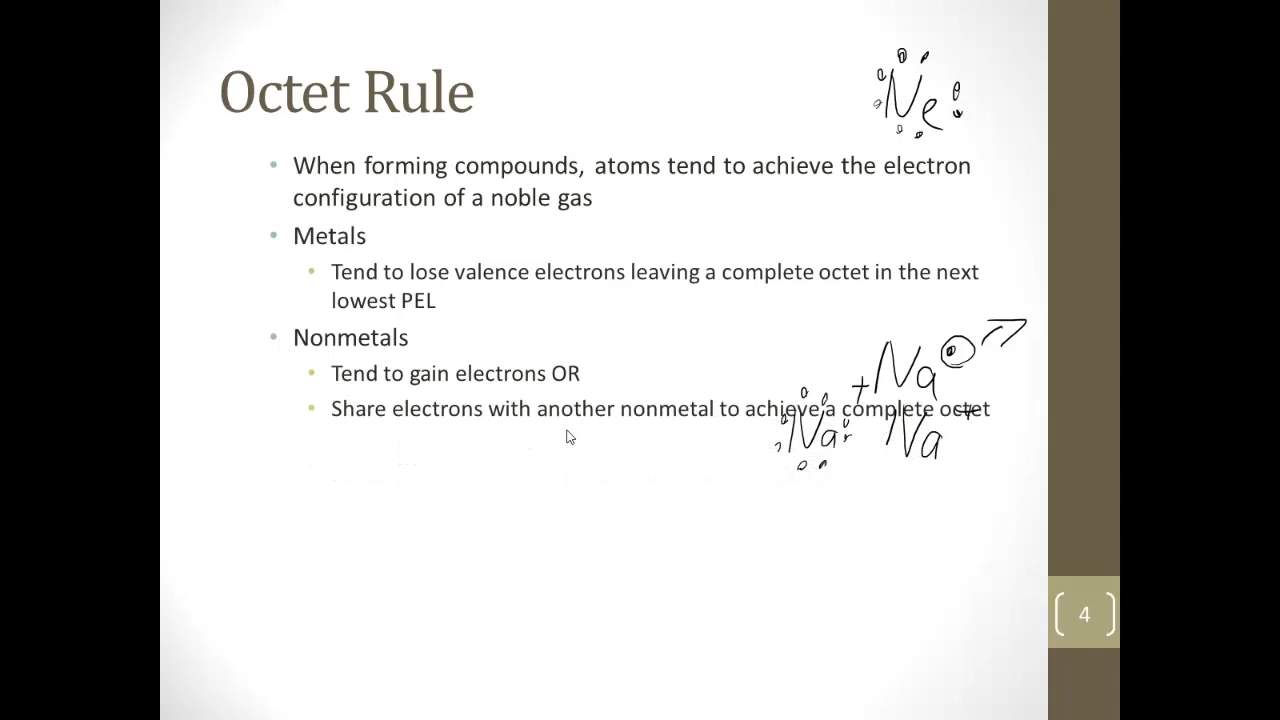 Octet Rule
Ne
• When forming compounds, atoms tend to achieve the electron
configuration of a noble gas
• Metals
• Tend to lose valence electrons leaving a complete octet in the next
lowest PEL
• Nonmetals
Na
• Tend to gain electrons OR
• Share electrons with another nonmetal to achieve a complete octet
Na+
Na+
4